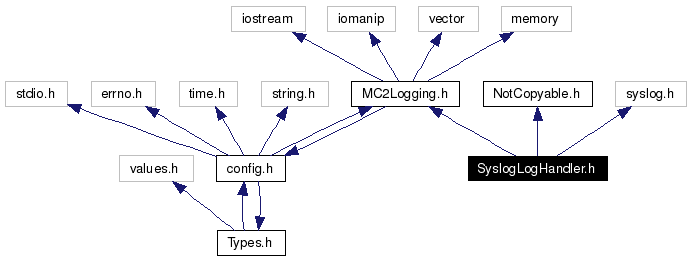 iostream
iomanip
vector
memory
stdio.h
errno.h
time.h
string.h
MC2Logging.h
NotCopyable.h
syslog.h
values.h
config.h
SyslogLogHandler.h
Types.h